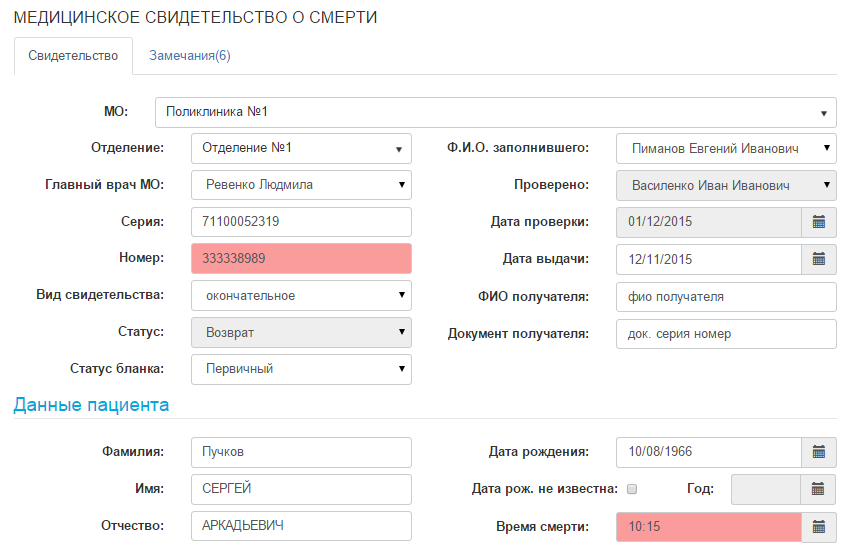 МЕДИЦИНСКОЕ СВИДЕТЕЛЬСТВО О СМЕРТИ
Свидетельство Замечания(6)
МО: Поликлиника №1
Отделение: Отделение №1 Ф.И.О. заполнившего: Пиманов Евгений Иванович
Главный врач МО: Ревенко Людмила Проверено: Василенко Иван Иванович
Серия: 71100052319 Дата проверки: 01/12/2015
Номер: 333338989 Дата выдачи: 12/11/2015
Вид свидетельства: окончательное ФИО получателя: фио получателя
Статус: Возврат Документ получателя: док. серия номер
Статус бланка: Первичный
Данные пациента
Фамилия: Пучков Дата рождения: 10/08/1966
Имя: СЕРГЕЙ Дата рож. не известна: Год:
Отчество: АРКАДЬЕВИЧ Время смерти: 10:15